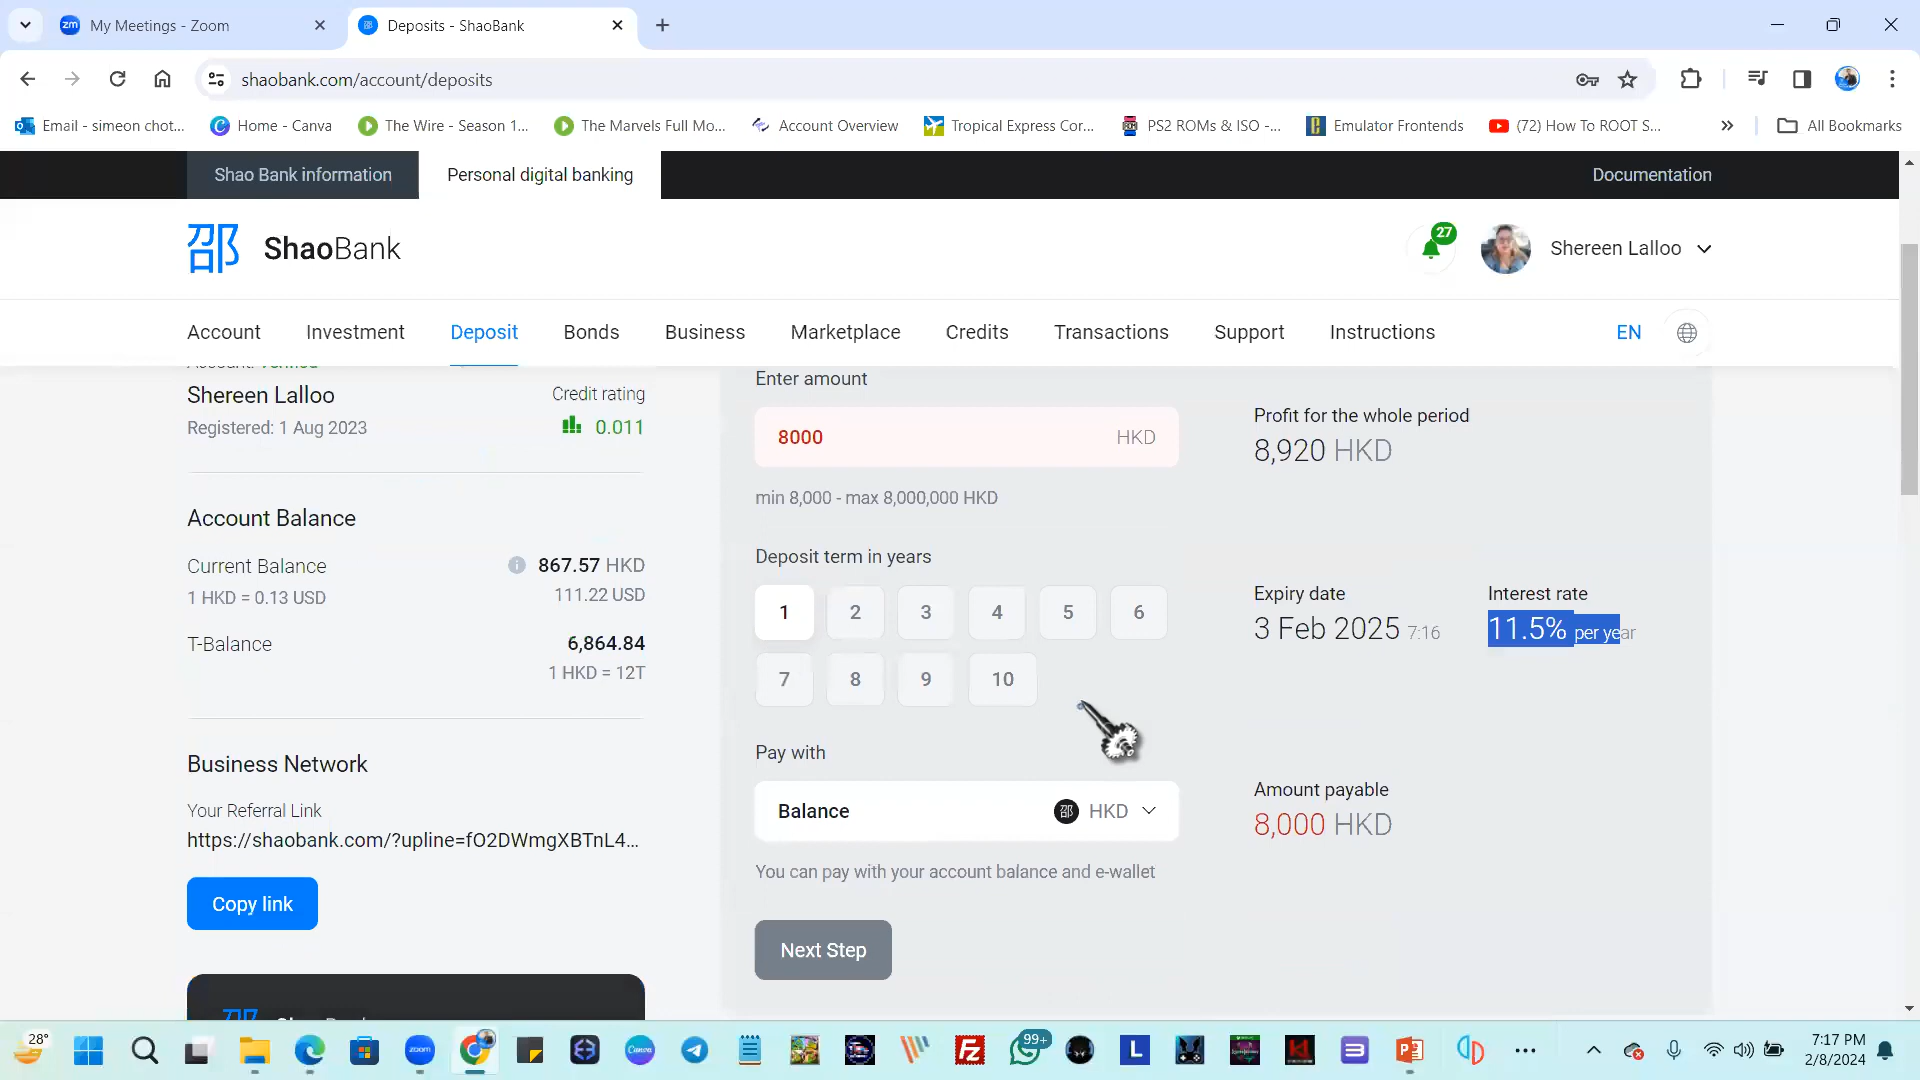 My Meetings - Zoom
Deposits - ShaoBank
shaobank.com/account/deposits
Email - simeon chot...
Home - Canva
The Wire - Season 1...
The Marvels Full Mo...
Account Overview
Tropical Express Cor...
PS2 ROMs & ISO -...
Emulator Frontends
(72) How To ROOT S...
All Bookmarks
Shao Bank information
Personal digital banking
Documentation
邵 ShaoBank
27
Shereen Lalloo
Account
Investment
Deposit
Bonds
Business
Marketplace
Credits
Transactions
Support
Instructions
EN
Account: Verified
Shereen Lalloo
Credit rating
Registered: 1 Aug 2023
0.011
Account Balance
Current Balance
867.57 HKD
1 HKD = 0.13 USD
111.22 USD
T-Balance
6,864.84
1 HKD = 12T
Business Network
Your Referral Link
https://shaobank.com/?upline=fO2DWmgXBTnL4...
Copy link
Enter amount
8000 HKD
min 8,000 - max 8,000,000 HKD
Profit for the whole period
8,920 HKD
Deposit term in years
1 2 3 4 5 6
7 8 9 10
Expiry date
3 Feb 2025 7:16
Interest rate
11.5% per year
Pay with
Balance
邵 HKD
You can pay with your account balance and e-wallet
Amount payable
8,000 HKD
Next Step
28°
zoom
Canva
99+
7:17 PM
2/8/2024